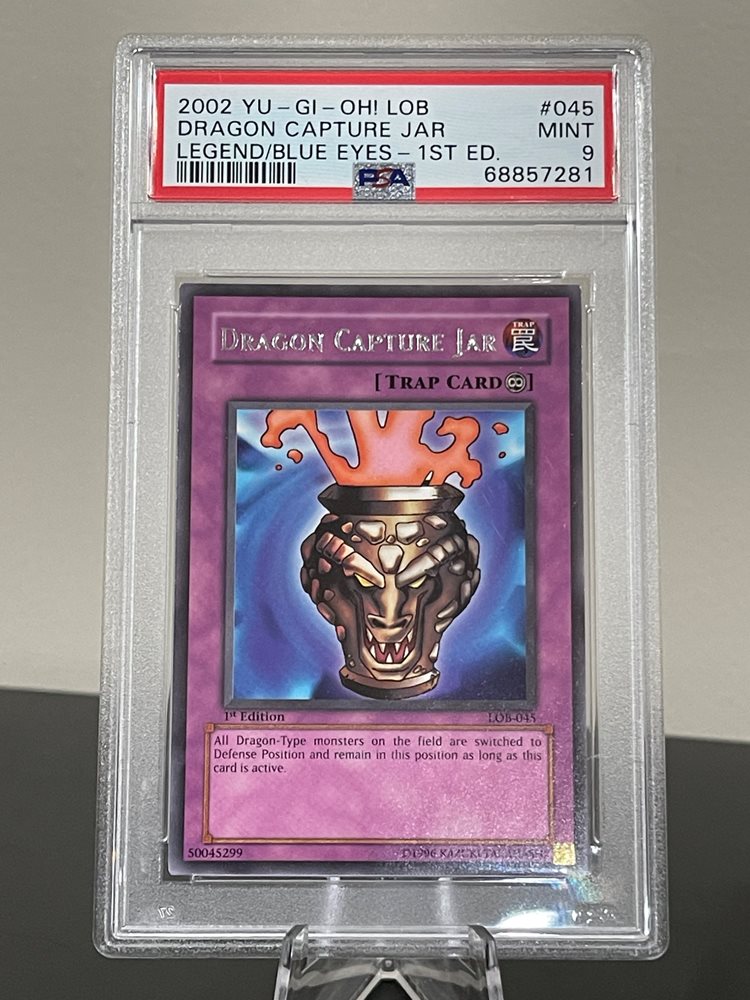 2002 YU-GI-OH! LOB #045
DRAGON CAPTURE JAR MINT
LEGEND/BLUE EYES-1ST ED. 9
PSA 68857281
DRAGON CAPTURE JAR TRAP 罠
[TRAP CARD∞]
1st Edition LOB-045
All Dragon-Type monsters on the field are switched to
Defense Position and remain in this position as long as this
card is active.
50045299 ©1996